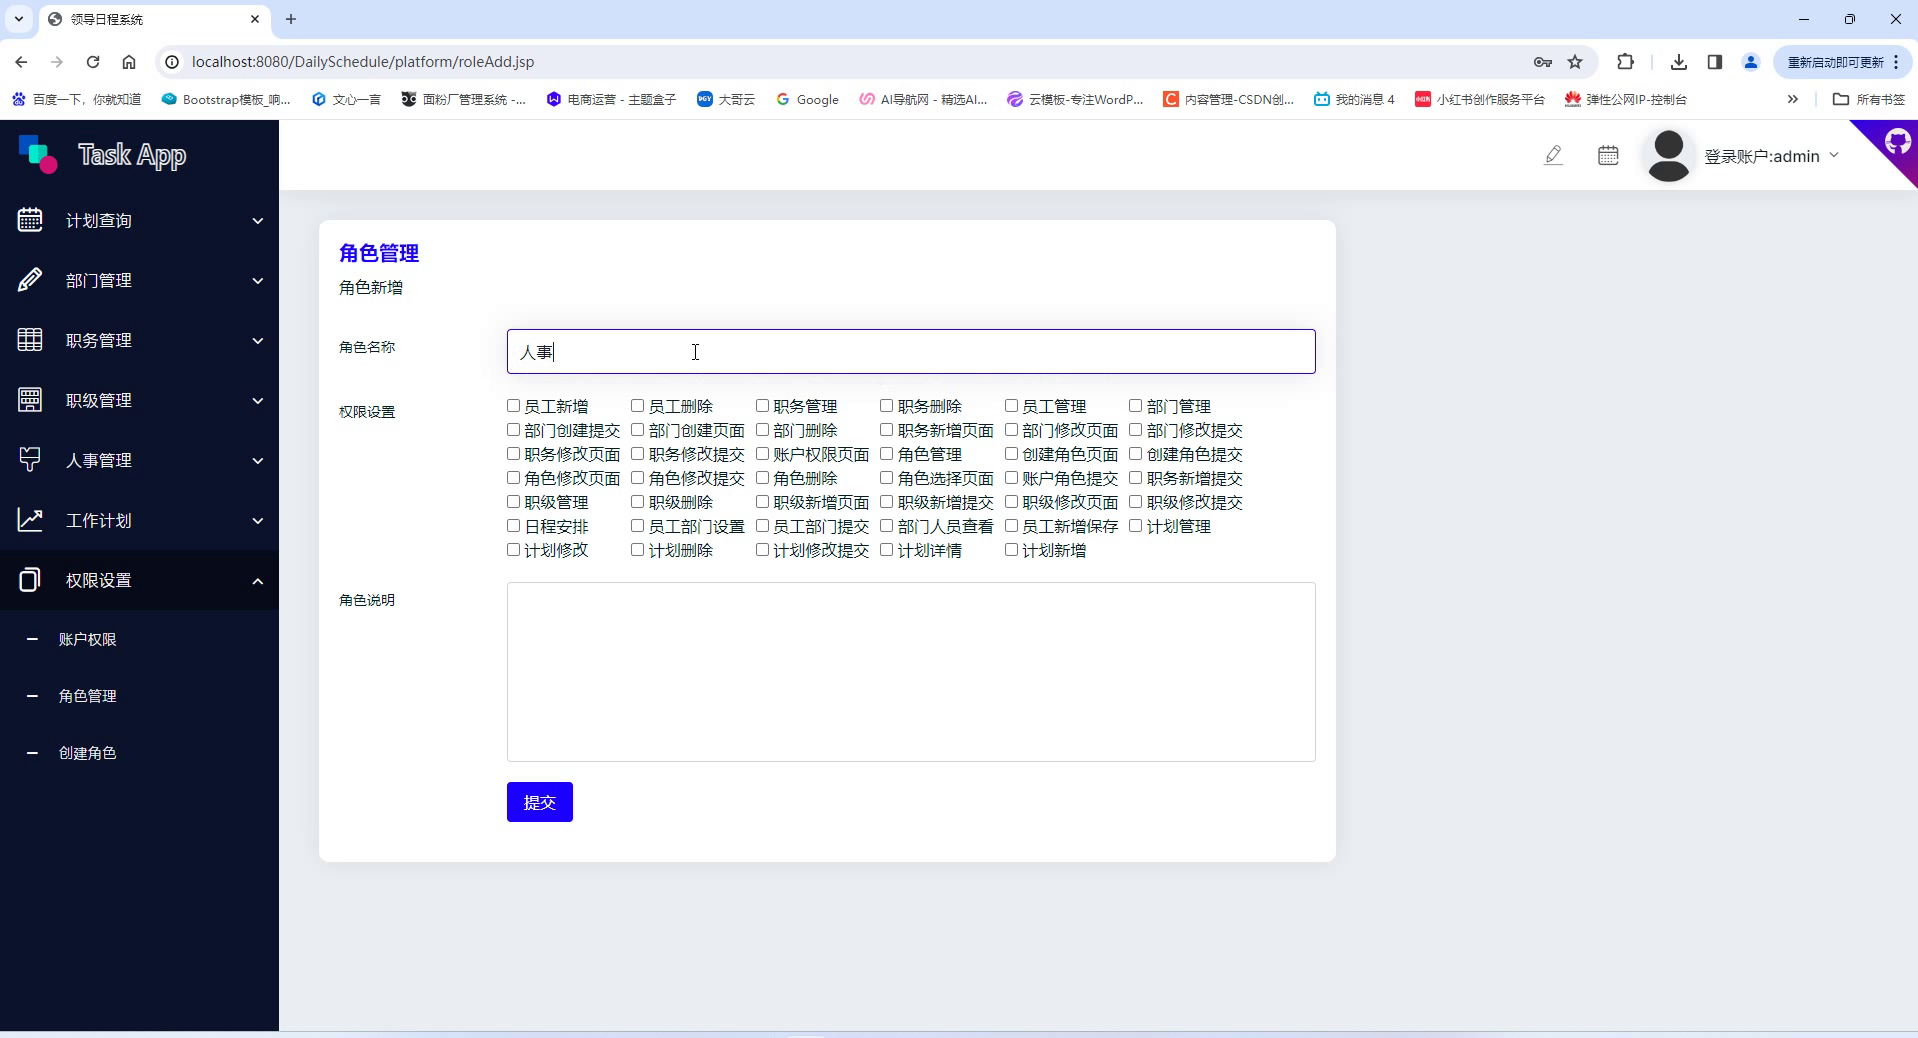 领导日程系统
localhost:8080/DailySchedule/platform/roleAdd.jsp
重新启动即可更新
百度一下，你就知道 Bootstrap模板_响... 文心一言 面粉厂管理系统 -... 电商运营 - 主题盒子 大哥云 Google AI导航网 - 精选AI... 云模板-专注WordP... 内容管理-CSDN创... 我的消息 4 小红书创作服务平台 弹性公网IP-控制台 » 所有书签
Task App
登录账户:admin
计划查询
部门管理
职务管理
职级管理
人事管理
工作计划
权限设置
账户权限
角色管理
创建角色
角色管理
角色新增
角色名称
人事
权限设置
员工新增 员工删除 职务管理 职务删除 员工管理 部门管理
部门创建提交 部门创建页面 部门删除 职务新增页面 部门修改页面 部门修改提交
职务修改页面 职务修改提交 账户权限页面 角色管理 创建角色页面 创建角色提交
角色修改页面 角色修改提交 角色删除 角色选择页面 账户角色提交 职务新增提交
职级管理 职级删除 职级新增页面 职级新增提交 职级修改页面 职级修改提交
日程安排 员工部门设置 员工部门提交 部门人员查看 员工新增保存 计划管理
计划修改 计划删除 计划修改提交 计划详情 计划新增
角色说明
提交